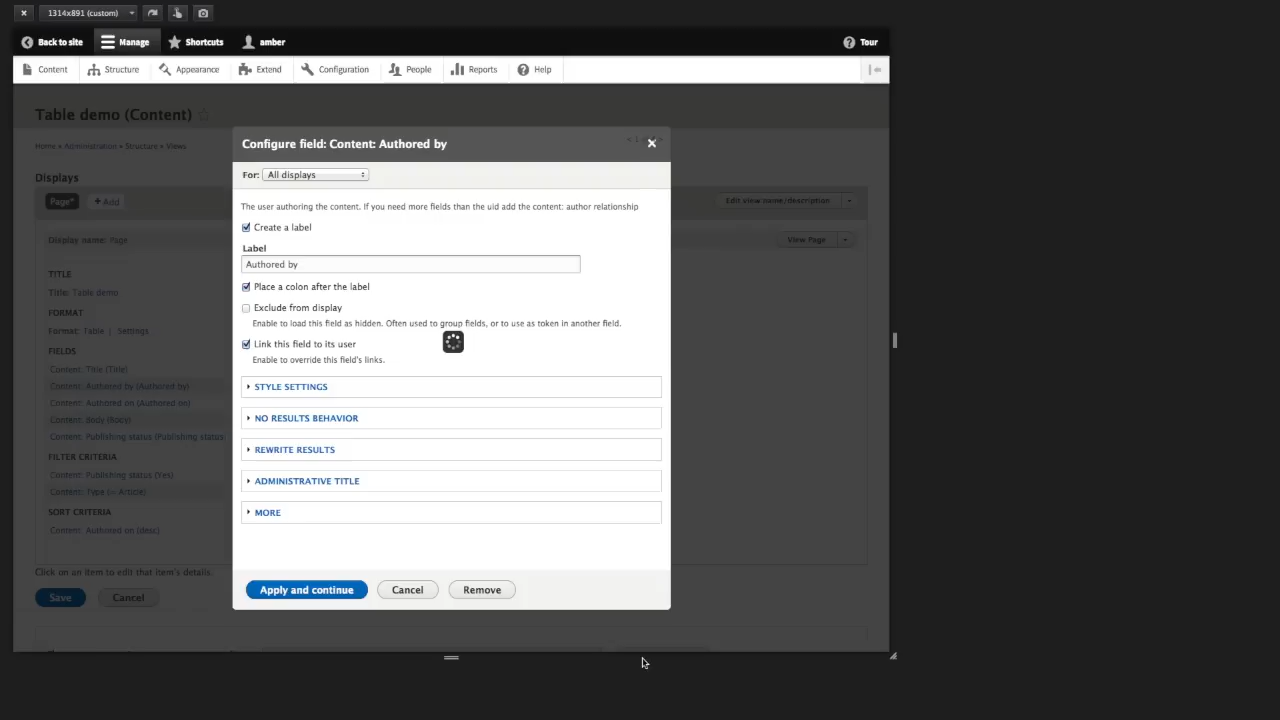 1314x891 (custom)
Back to site
Manage
Shortcuts
amber
Tour
Content
Structure
Appearance
Extend
Configuration
People
Reports
Help
Table demo (Content)
Home » Administration » Structure » Views
Displays
Page*
+ Add
Edit view name/description
Display name: Page
View Page
TITLE
Title: Table demo
FORMAT
Format: Table | Settings
FIELDS
Content: Title (Title)
Content: Authored by (Authored by)
Content: Authored on (Authored on)
Content: Body (Body)
Content: Publishing status (Publishing status
FILTER CRITERIA
Content: Publishing status (Yes)
Content: Type (= Article)
SORT CRITERIA
Content: Authored on (desc)
Click on an item to edit that item's details.
Save
Cancel
Configure field: Content: Authored by
For: All displays
The user authoring the content. If you need more fields than the uid add the content: author relationship
Create a label
Label
Authored by
Place a colon after the label
Exclude from display
Enable to load this field as hidden. Often used to group fields, or to use as token in another field.
Link this field to its user
Enable to override this field's links.
STYLE SETTINGS
NO RESULTS BEHAVIOR
REWRITE RESULTS
ADMINISTRATIVE TITLE
MORE
Apply and continue
Cancel
Remove